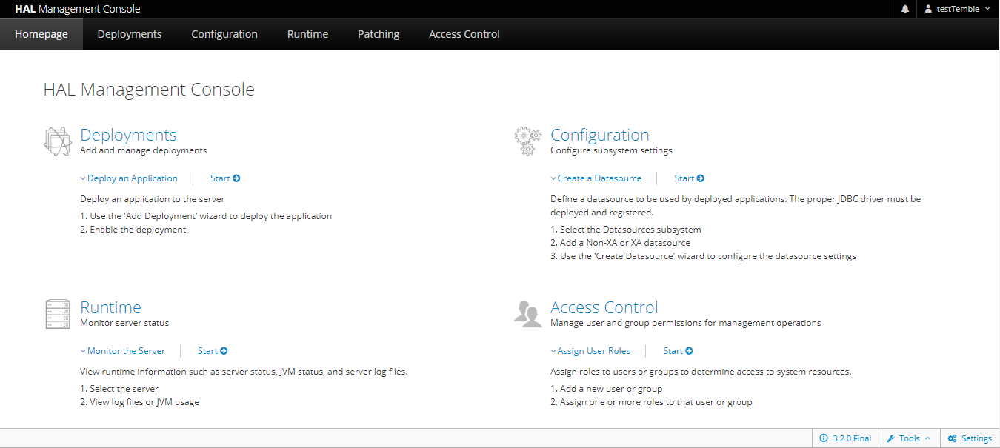 HAL Management Console
testTemble
Homepage Deployments Configuration Runtime Patching Access Control
HAL Management Console
Deployments
Add and manage deployments
Deploy an Application Start
Deploy an application to the server
1. Use the 'Add Deployment' wizard to deploy the application
2. Enable the deployment
Configuration
Configure subsystem settings
Create a Datasource Start
Define a datasource to be used by deployed applications. The proper JDBC driver must be
deployed and registered.
1. Select the Datasources subsystem
2. Add a Non-XA or XA datasource
3. Use the 'Create Datasource' wizard to configure the datasource settings
Runtime
Monitor server status
Monitor the Server Start
View runtime information such as server status, JVM status, and server log files.
1. Select the server
2. View log files or JVM usage
Access Control
Manage user and group permissions for management operations
Assign User Roles Start
Assign roles to users or groups to determine access to system resources.
1. Add a new user or group
2. Assign one or more roles to that user or group
3.2.0.Final Tools Settings